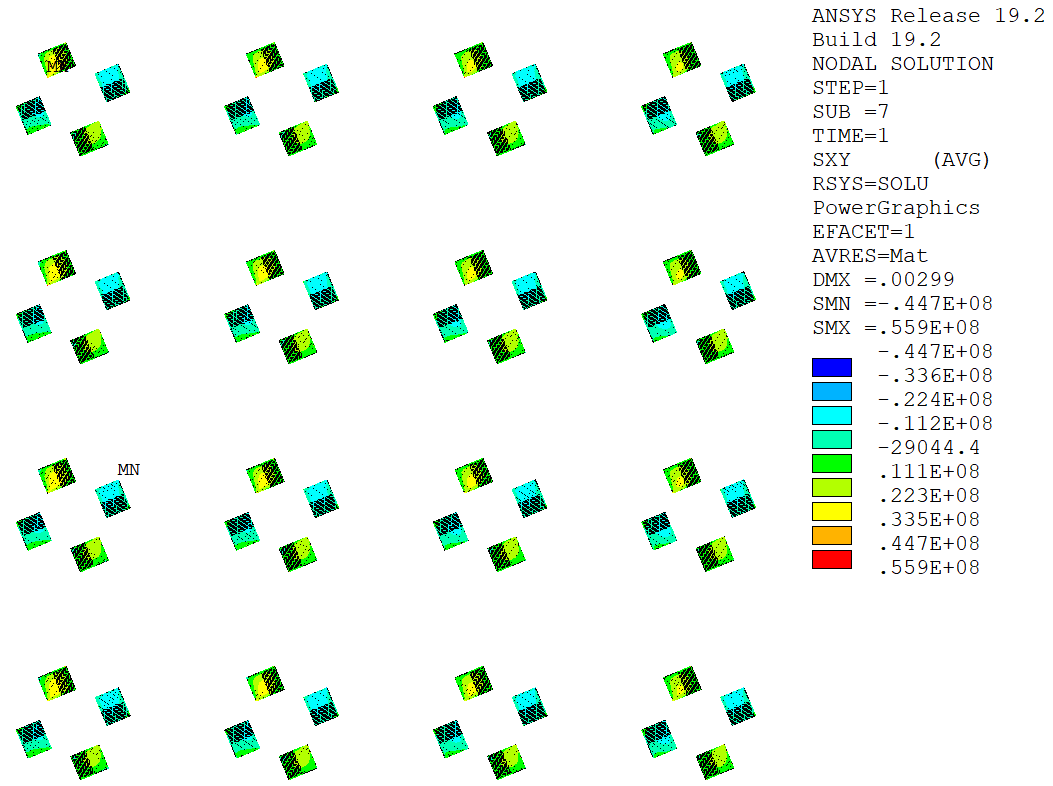 ANSYS Release 19.2
Build 19.2
NODAL SOLUTION
STEP=1
SUB =7
TIME=1
SXY (AVG)
RSYS=SOLU
PowerGraphics
EFACET=1
AVRES=Mat
DMX =.00299
SMN =-.447E+08
SMX =.559E+08
-.447E+08
-.336E+08
-.224E+08
-.112E+08
-29044.4
.111E+08
.223E+08
.335E+08
.447E+08
.559E+08
MN